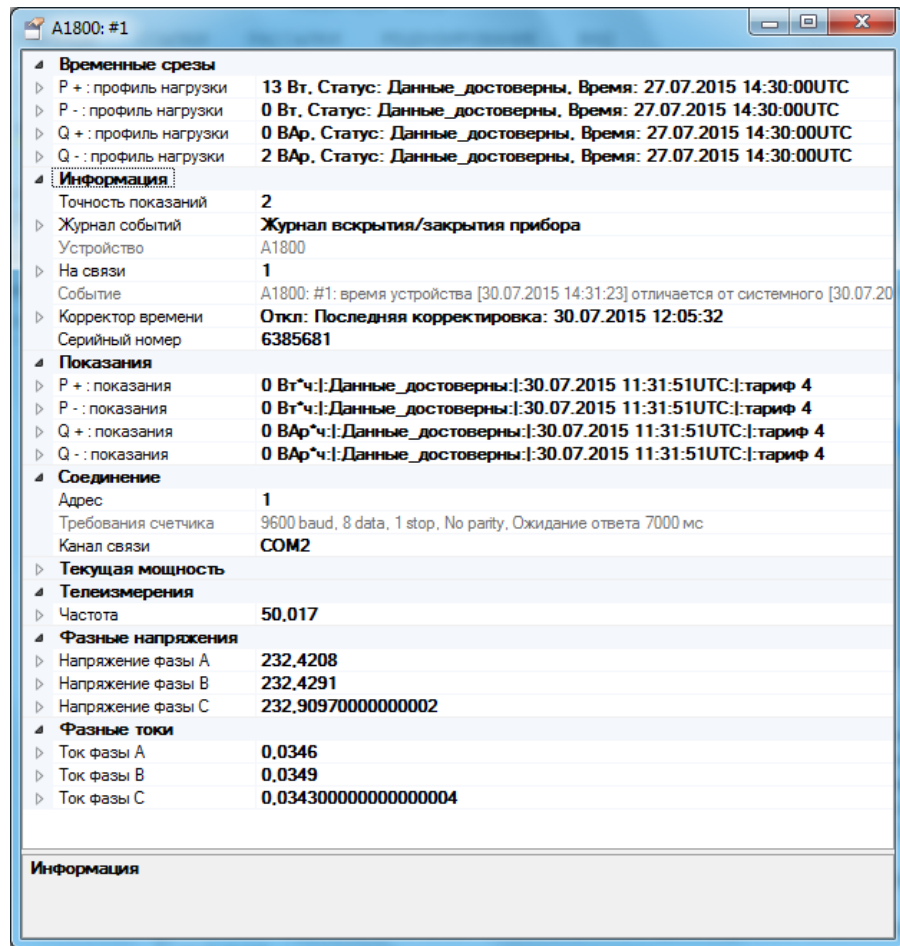 A1800: #1
Временные срезы
P + : профиль нагрузки 13 Вт, Статус: Данные_достоверны, Время: 27.07.2015 14:30:00UTC
P - : профиль нагрузки 0 Вт, Статус: Данные_достоверны, Время: 27.07.2015 14:30:00UTC
Q + : профиль нагрузки 0 ВАр, Статус: Данные_достоверны, Время: 27.07.2015 14:30:00UTC
Q - : профиль нагрузки 2 ВАр, Статус: Данные_достоверны, Время: 27.07.2015 14:30:00UTC
Информация
Точность показаний 2
Журнал событий Журнал вскрытия/закрытия прибора
Устройство A1800
На связи 1
Событие A1800: #1: время устройства [30.07.2015 14:31:23] отличается от системного [30.07.20
Корректор времени Откл: Последняя корректировка: 30.07.2015 12:05:32
Серийный номер 6385681
Показания
P + : показания 0 Вт*ч:|:Данные_достоверны:|:30.07.2015 11:31:51UTC:|:тариф 4
P - : показания 0 Вт*ч:|:Данные_достоверны:|:30.07.2015 11:31:51UTC:|:тариф 4
Q + : показания 0 ВАр*ч:|:Данные_достоверны:|:30.07.2015 11:31:51UTC:|:тариф 4
Q - : показания 0 ВАр*ч:|:Данные_достоверны:|:30.07.2015 11:31:51UTC:|:тариф 4
Соединение
Адрес 1
Требования счетчика 9600 baud, 8 data, 1 stop, No parity, Ожидание ответа 7000 мс
Канал связи COM2
Текущая мощность
Телеизмерения
Частота 50,017
Фазные напряжения
Напряжение фазы A 232,4208
Напряжение фазы B 232,4291
Напряжение фазы C 232,90970000000002
Фазные токи
Ток фазы A 0,0346
Ток фазы B 0,0349
Ток фазы C 0,034300000000000004
Информация